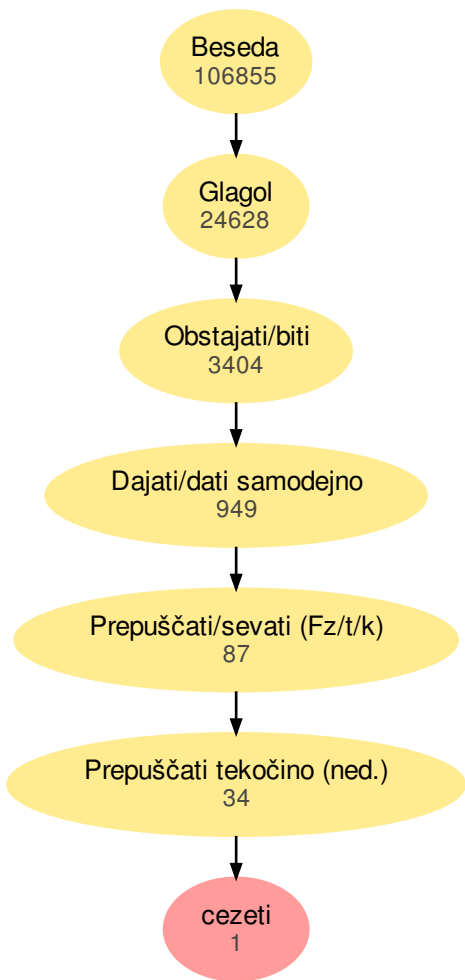 Beseda
106855
Glagol
24628
Obstajati/biti
3404
Dajati/dati samodejno
949
Prepuščati/sevati (Fz/t/k)
87
Prepuščati tekočino (ned.)
34
cezeti
1